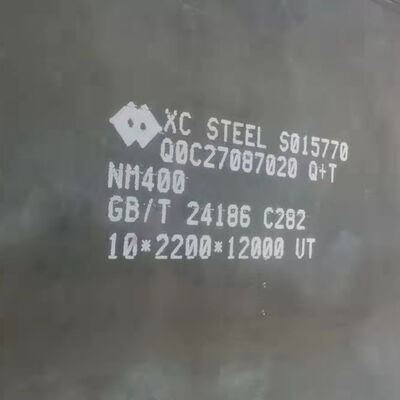 XC STEEL S015770
Q0C27087020 Q+T
NM400
GB/T 24186 C282
10*2200*12000 UT